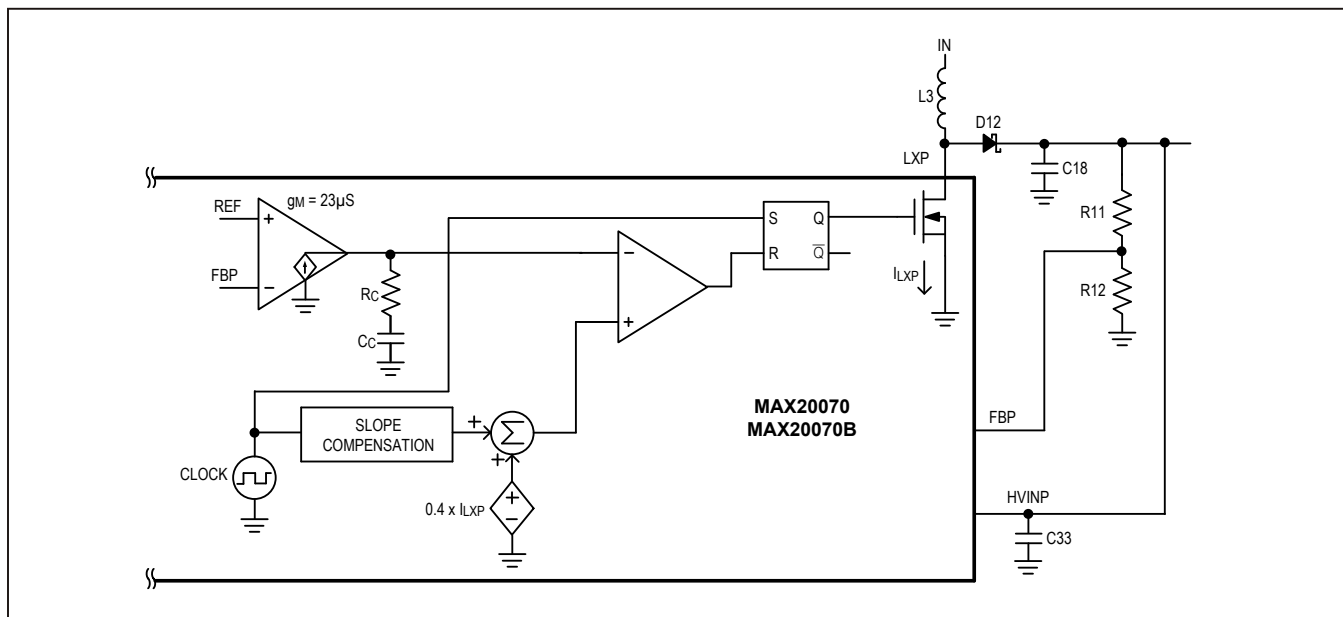 IN
L3
D12
LXP
C18
gM = 23µS
REF
+
FBP
−
RC
CC
S
Q
R
Q̅
ILXP
R11
R12
−
+
SLOPE
COMPENSATION
+
Σ
+
CLOCK
0.4 x ILXP
+
−
MAX20070
MAX20070B
FBP
HVINP
C33